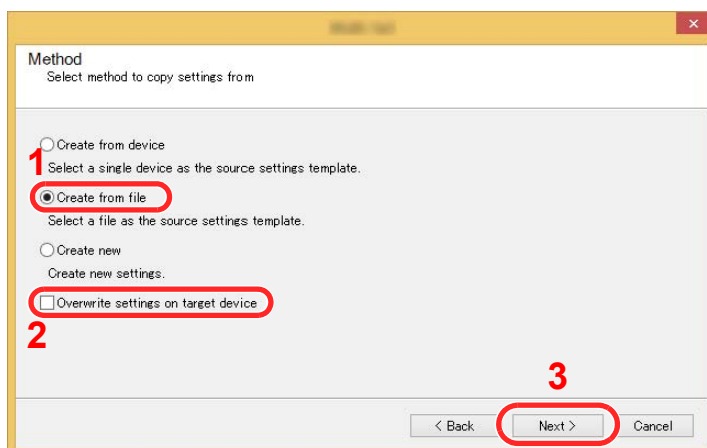 Method
Select method to copy settings from
Create from device
1
Select a single device as the source settings template.
Create from file
Select a file as the source settings template.
Create new
Create new settings.
Overwrite settings on target device
2
3
< Back Next > Cancel